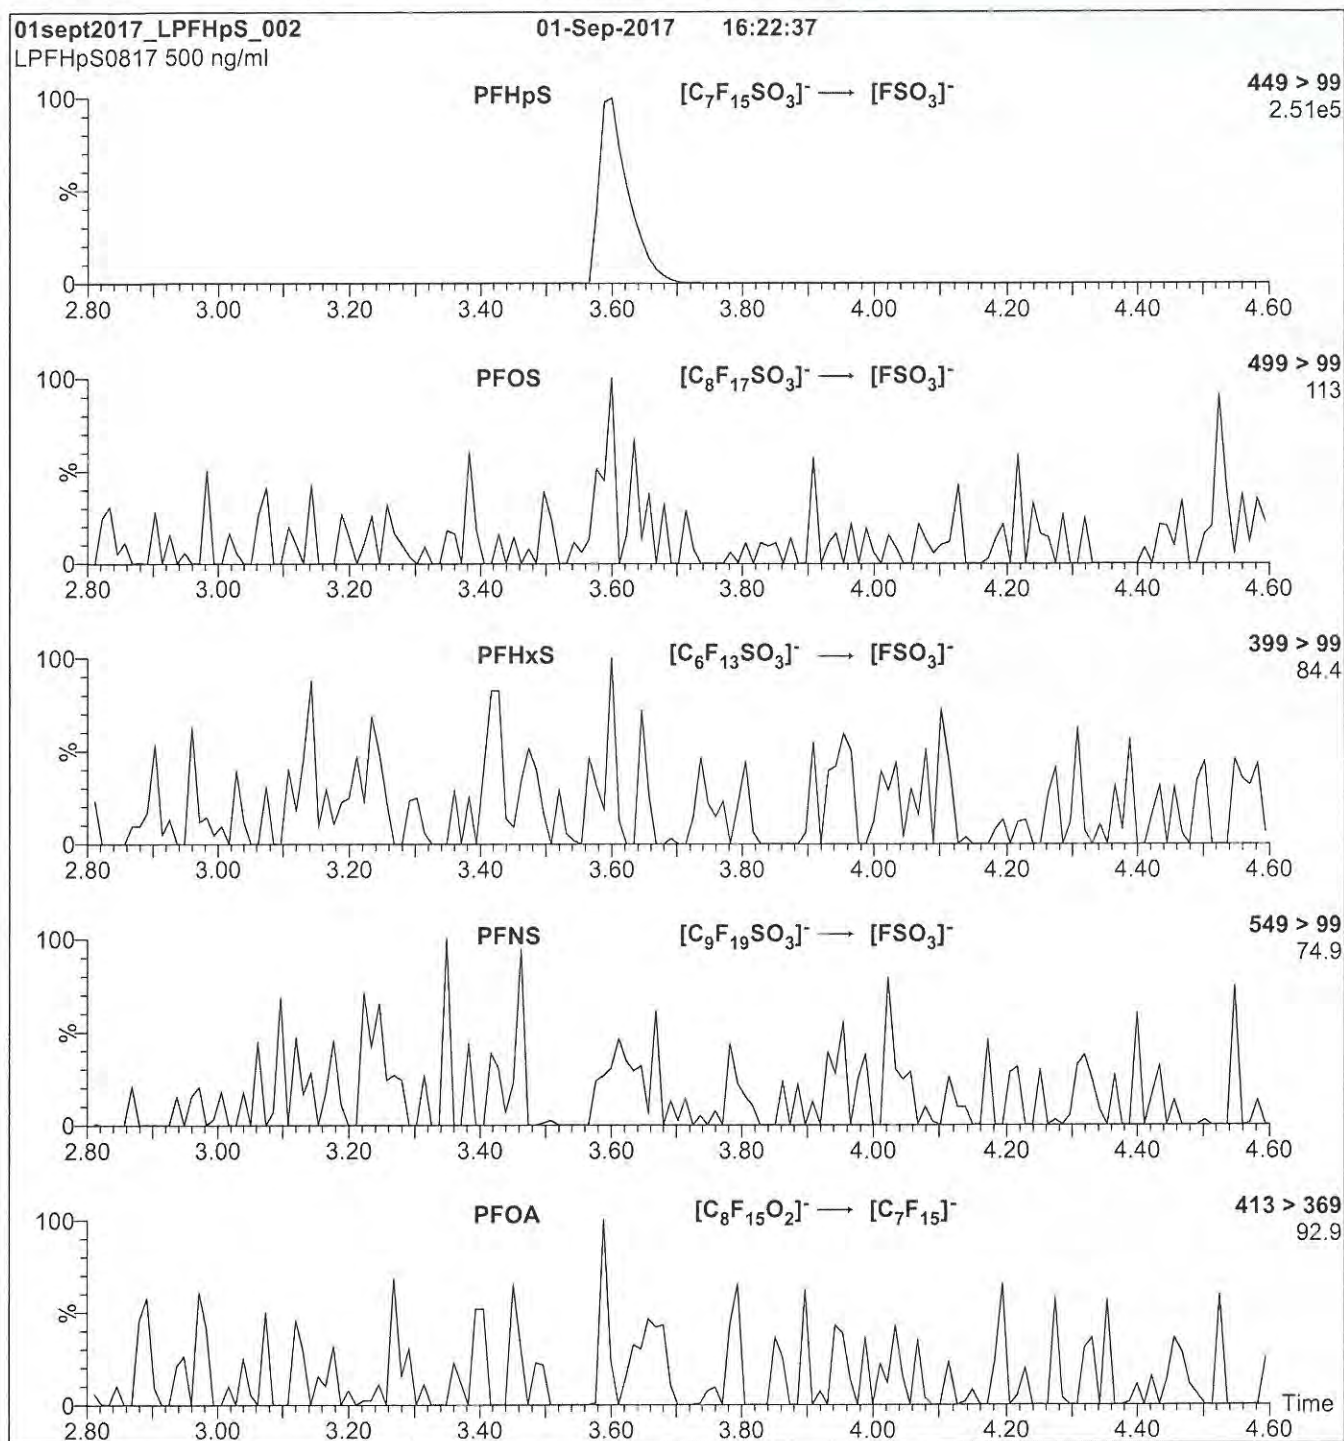 01sept2017_LPFHpS_002 01-Sep-2017 16:22:37
LPFHpS0817 500 ng/ml
PFHpS [C₇F₁₅SO₃]⁻ → [FSO₃]⁻ 449 > 99
2.51e5
100
%
0
2.80 3.00 3.20 3.40 3.60 3.80 4.00 4.20 4.40 4.60
PFOS [C₈F₁₇SO₃]⁻ → [FSO₃]⁻ 499 > 99
113
100
%
0
2.80 3.00 3.20 3.40 3.60 3.80 4.00 4.20 4.40 4.60
PFHxS [C₆F₁₃SO₃]⁻ → [FSO₃]⁻ 399 > 99
84.4
100
%
0
2.80 3.00 3.20 3.40 3.60 3.80 4.00 4.20 4.40 4.60
PFNS [C₉F₁₉SO₃]⁻ → [FSO₃]⁻ 549 > 99
74.9
100
%
0
2.80 3.00 3.20 3.40 3.60 3.80 4.00 4.20 4.40 4.60
PFOA [C₈F₁₅O₂]⁻ → [C₇F₁₅]⁻ 413 > 369
92.9
100
%
0
Time
2.80 3.00 3.20 3.40 3.60 3.80 4.00 4.20 4.40 4.60